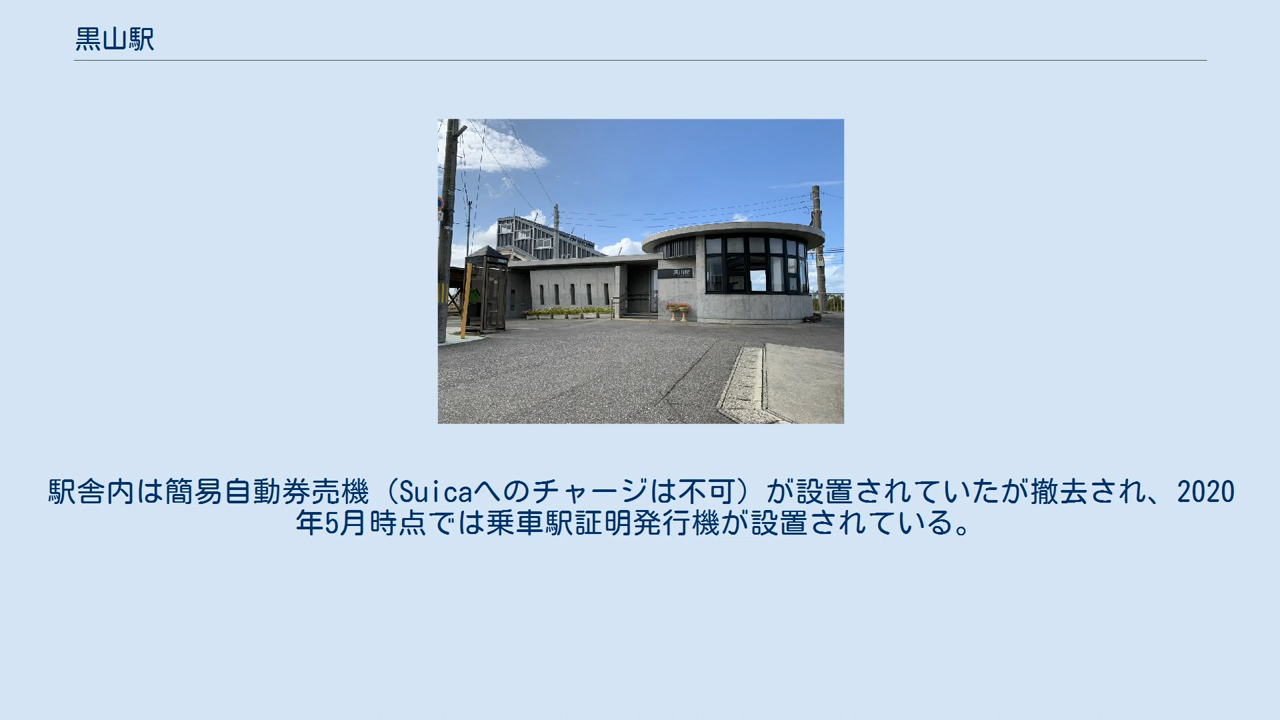 黒山駅
黒山駅
駅舎内は簡易自動券売機（Suicaへのチャージは不可）が設置されていたが撤去され、2020
年5月時点では乗車駅証明発行機が設置されている。